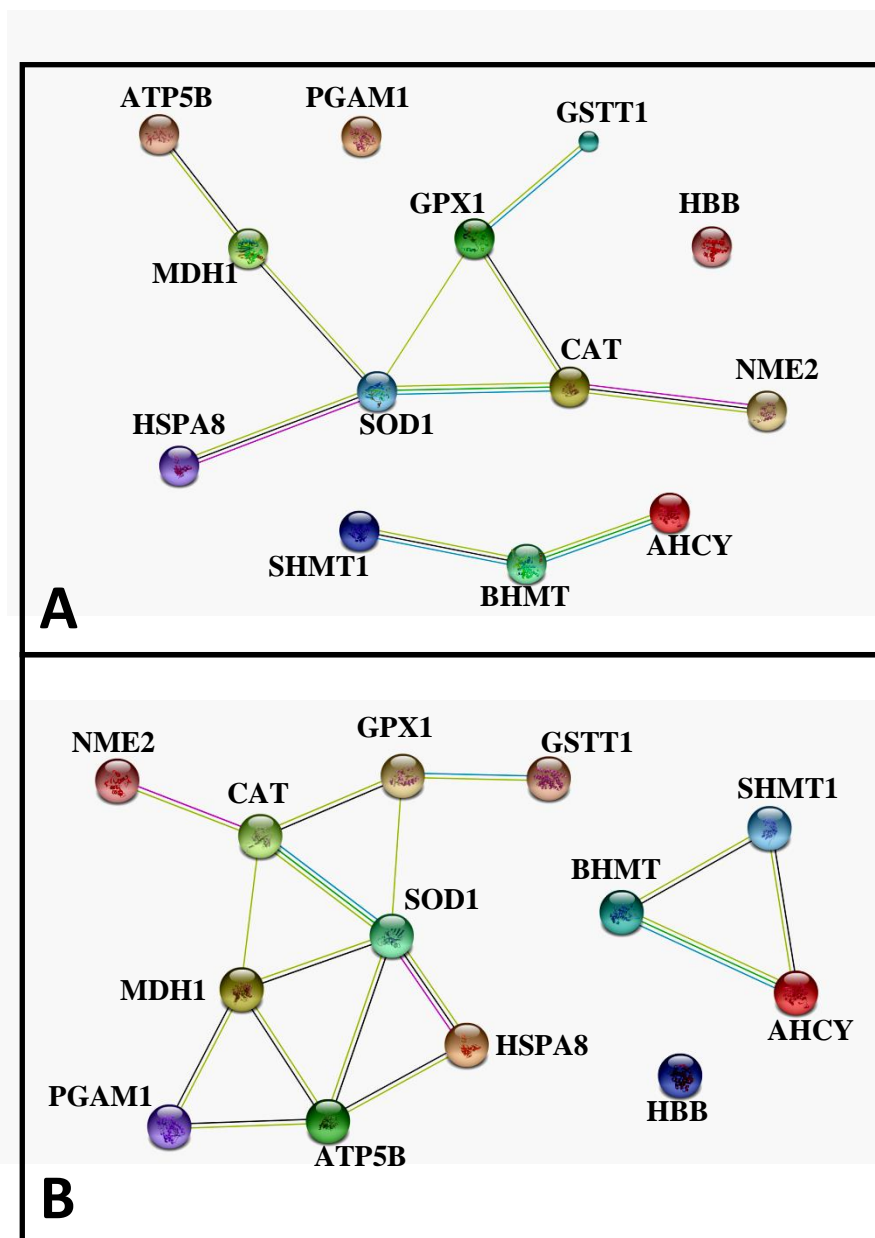 ATP5B
PGAM1
GSTT1
GPX1
HBB
MDH1
CAT
NME2
HSPA8
SOD1
SHMT1
BHMT
AHCY
A
NME2
GPX1
GSTT1
CAT
SHMT1
BHMT
SOD1
MDH1
AHCY
HSPA8
PGAM1
HBB
ATP5B
B